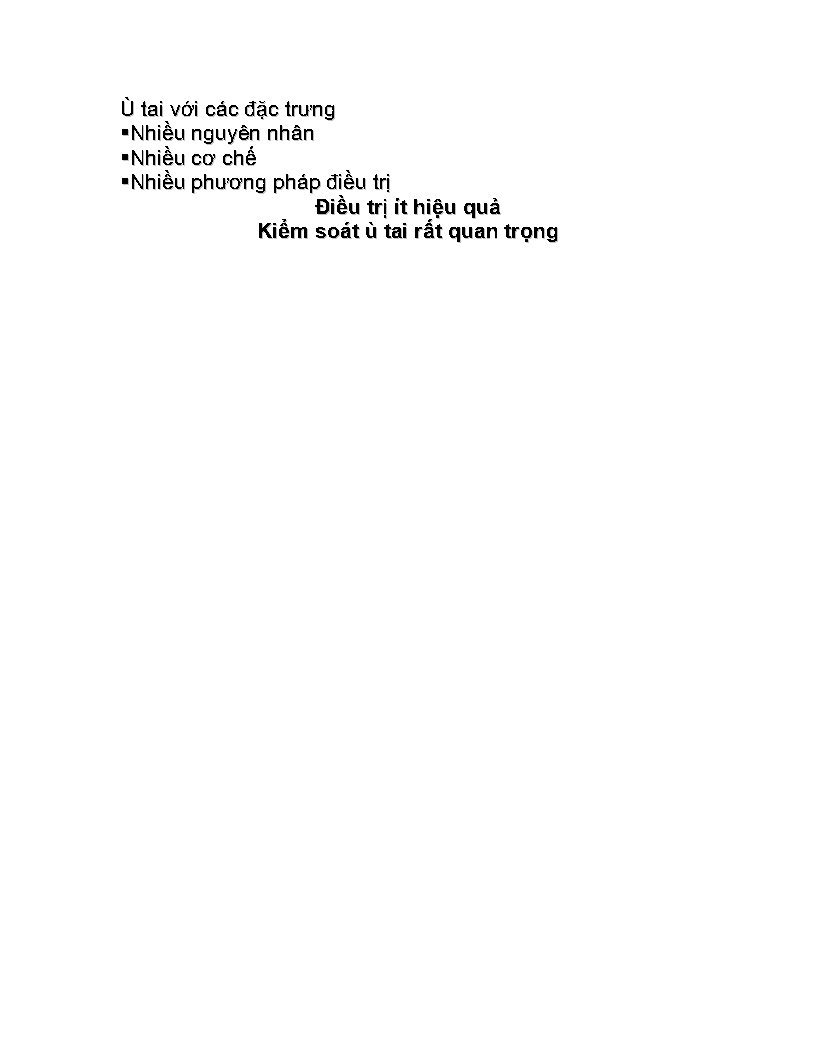 Ù tai với các đặc trưng
▪Nhiều nguyên nhân
▪Nhiều cơ chế
▪Nhiều phương pháp điều trị
Điều trị ít hiệu quả
Kiểm soát ù tai rất quan trọng